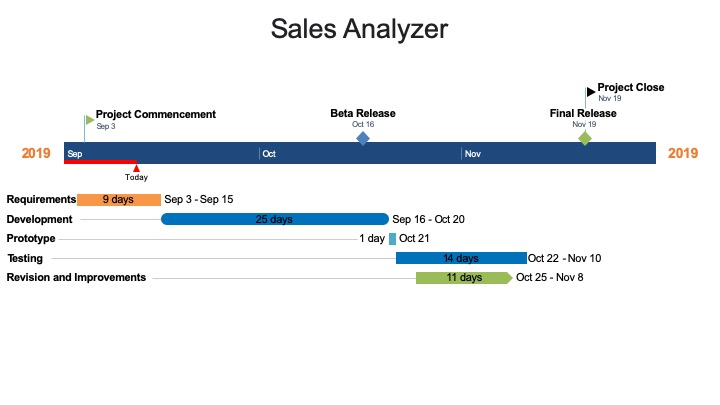 Sales Analyzer
Project Close
Nov 19
Project Commencement
Sep 3
Beta Release
Oct 16
Final Release
Nov 19
2019
Sep
Oct
Nov
2019
Today
Requirements
9 days
Sep 3 - Sep 15
Development
25 days
Sep 16 - Oct 20
Prototype
1 day
Oct 21
Testing
14 days
Oct 22 - Nov 10
Revision and Improvements
11 days
Oct 25 - Nov 8